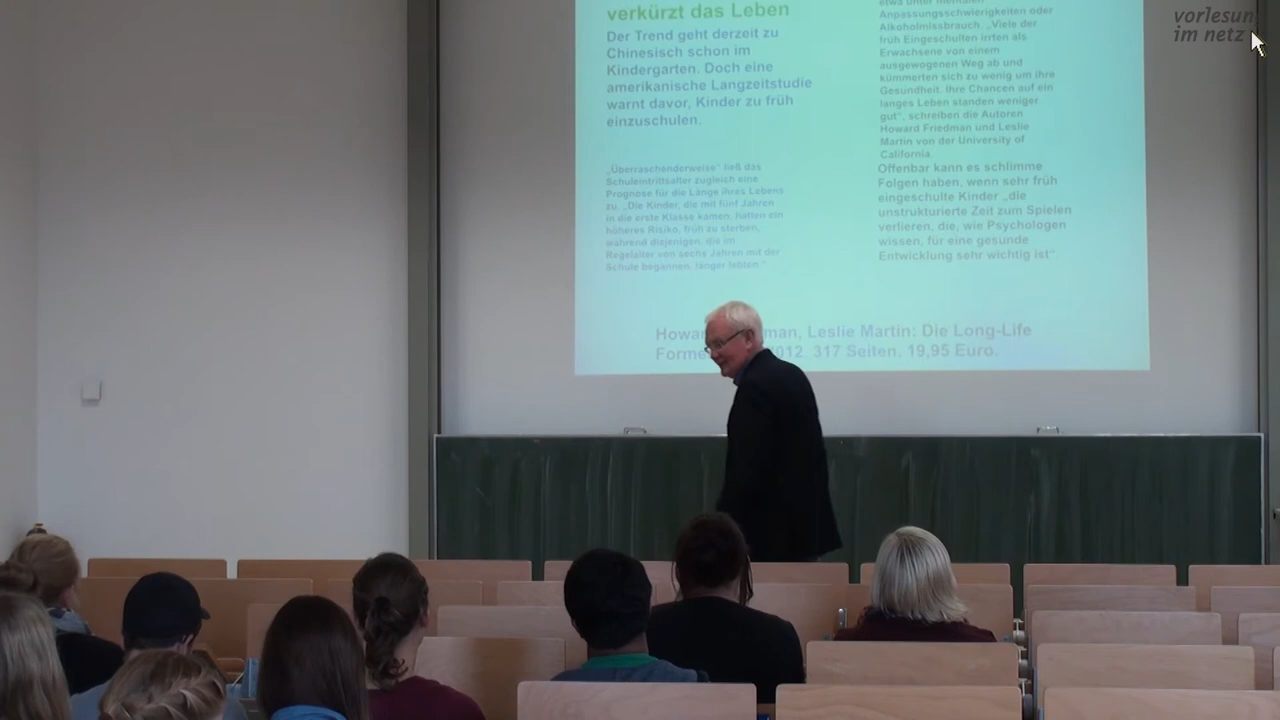 verkürzt das Leben
Der Trend geht derzeit zu
Chinesisch schon im
Kindergarten. Doch eine
amerikanische Langzeitstudie
warnt davor, Kinder zu früh
einzuschulen.
„Überraschenderweise“ ließ das
Schuleintrittsalter zugleich eine
Prognose für die Länge ihres Lebens
zu. „Die Kinder, die mit fünf Jahren
in die erste Klasse kamen, hatten ein
höheres Risiko, früh zu sterben,
während diejenigen, die im
Regelalter von sechs Jahren mit der
Schule begannen, länger lebten.“
etwa unter mentalen
Anpassungsschwierigkeiten oder
Alkoholmissbrauch. „Viele der
früh Eingeschulten irrten als
Erwachsene von einem
ausgewogenen Weg ab und
kümmerten sich zu wenig um ihre
Gesundheit. Ihre Chancen auf ein
langes Leben standen weniger
gut“, schreiben die Autoren
Howard Friedman und Leslie
Martin von der University of
California.
Offenbar kann es schlimme
Folgen haben, wenn sehr früh
eingeschulte Kinder „die
unstrukturierte Zeit zum Spielen
verlieren, die, wie Psychologen
wissen, für eine gesunde
Entwicklung sehr wichtig ist“.
Leslie Martin: Die Long-Life
317 Seiten, 19,95 Euro.
vorlesun
im netz